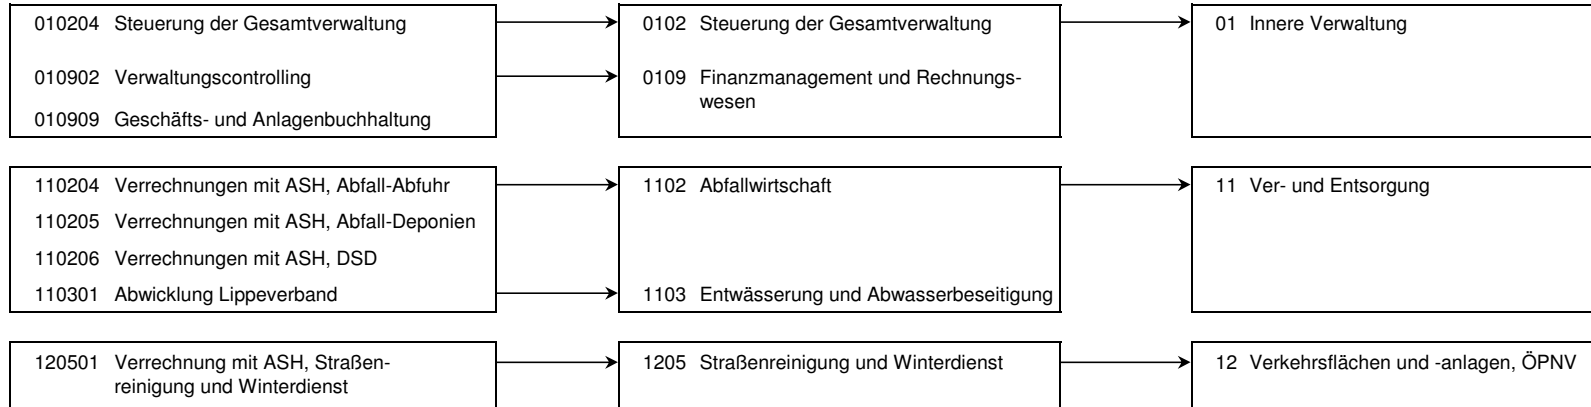 010204 Steuerung der Gesamtverwaltung
0102 Steuerung der Gesamtverwaltung
01 Innere Verwaltung
010902 Verwaltungscontrolling
0109 Finanzmanagement und Rechnungs-
wesen
010909 Geschäfts- und Anlagenbuchhaltung
110204 Verrechnungen mit ASH, Abfall-Abfuhr
1102 Abfallwirtschaft
11 Ver- und Entsorgung
110205 Verrechnungen mit ASH, Abfall-Deponien
110206 Verrechnungen mit ASH, DSD
110301 Abwicklung Lippeverband
1103 Entwässerung und Abwasserbeseitigung
120501 Verrechnung mit ASH, Straßen-
reinigung und Winterdienst
1205 Straßenreinigung und Winterdienst
12 Verkehrsflächen und -anlagen, ÖPNV